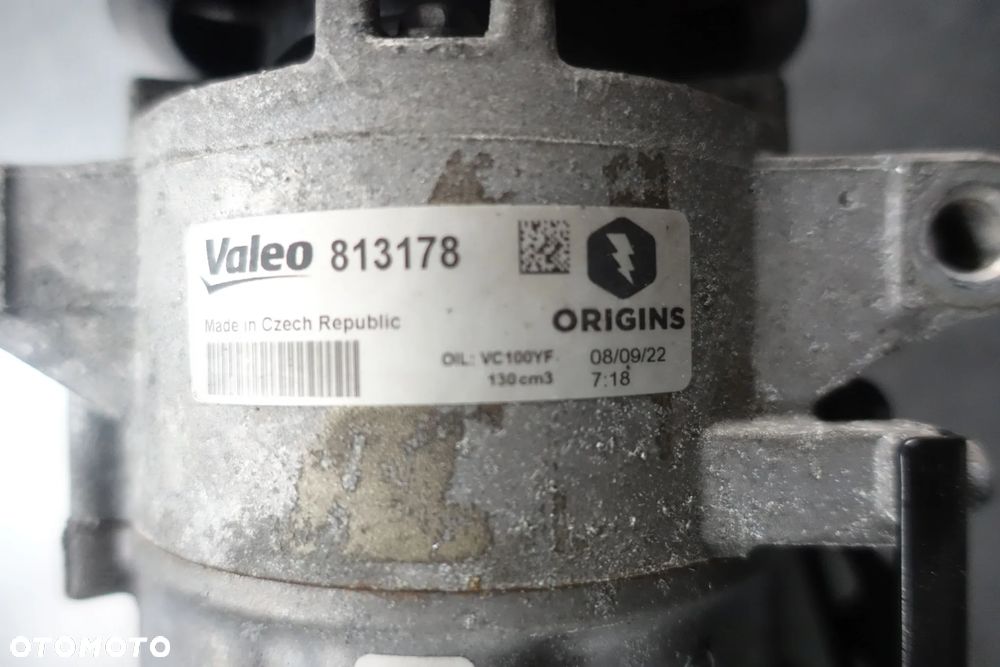 Valeo 813178
ORIGINS
Made in Czech Republic
OIL: VC100YF 08/09/22
130 cm3 7:18
OTOMOTO